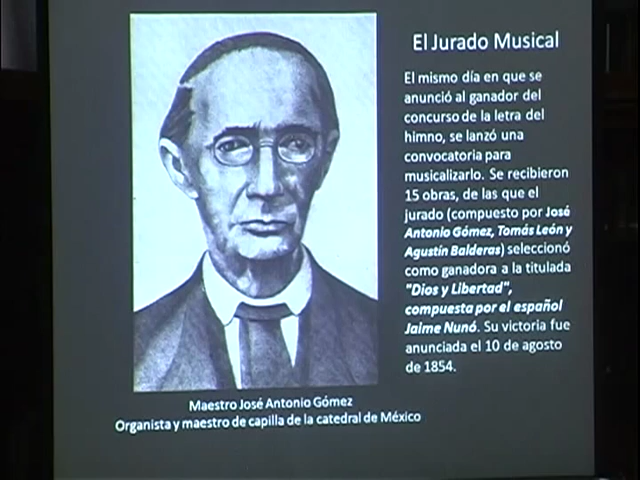 El Jurado Musical
El mismo día en que se
anunció al ganador del
concurso de la letra del
himno, se lanzó una
convocatoria para
musicalizarlo. Se recibieron
15 obras, de las que el
jurado (compuesto por José
Antonio Gómez, Tomás León y
Agustín Balderas) seleccionó
como ganadora a la titulada
"Dios y Libertad",
compuesta por el español
Jaime Nunó. Su victoria fue
anunciada el 10 de agosto
de 1854.
Maestro José Antonio Gómez
Organista y maestro de capilla de la catedral de México